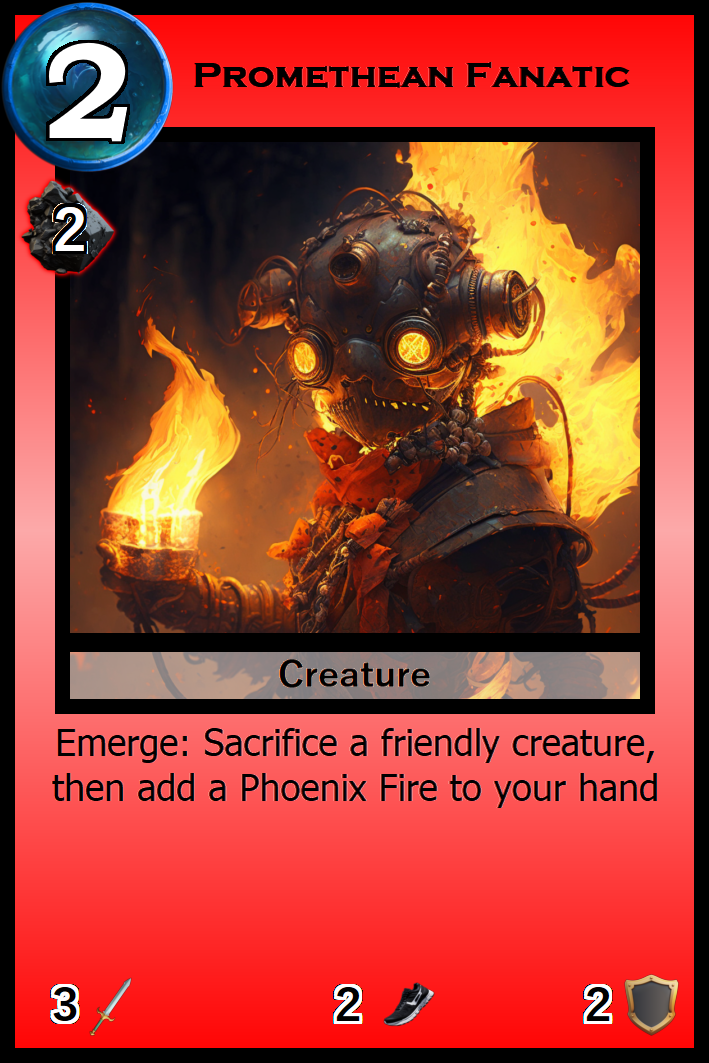 2
Promethean Fanatic
2
Creature
Emerge: Sacrifice a friendly creature,
then add a Phoenix Fire to your hand
3 2 2